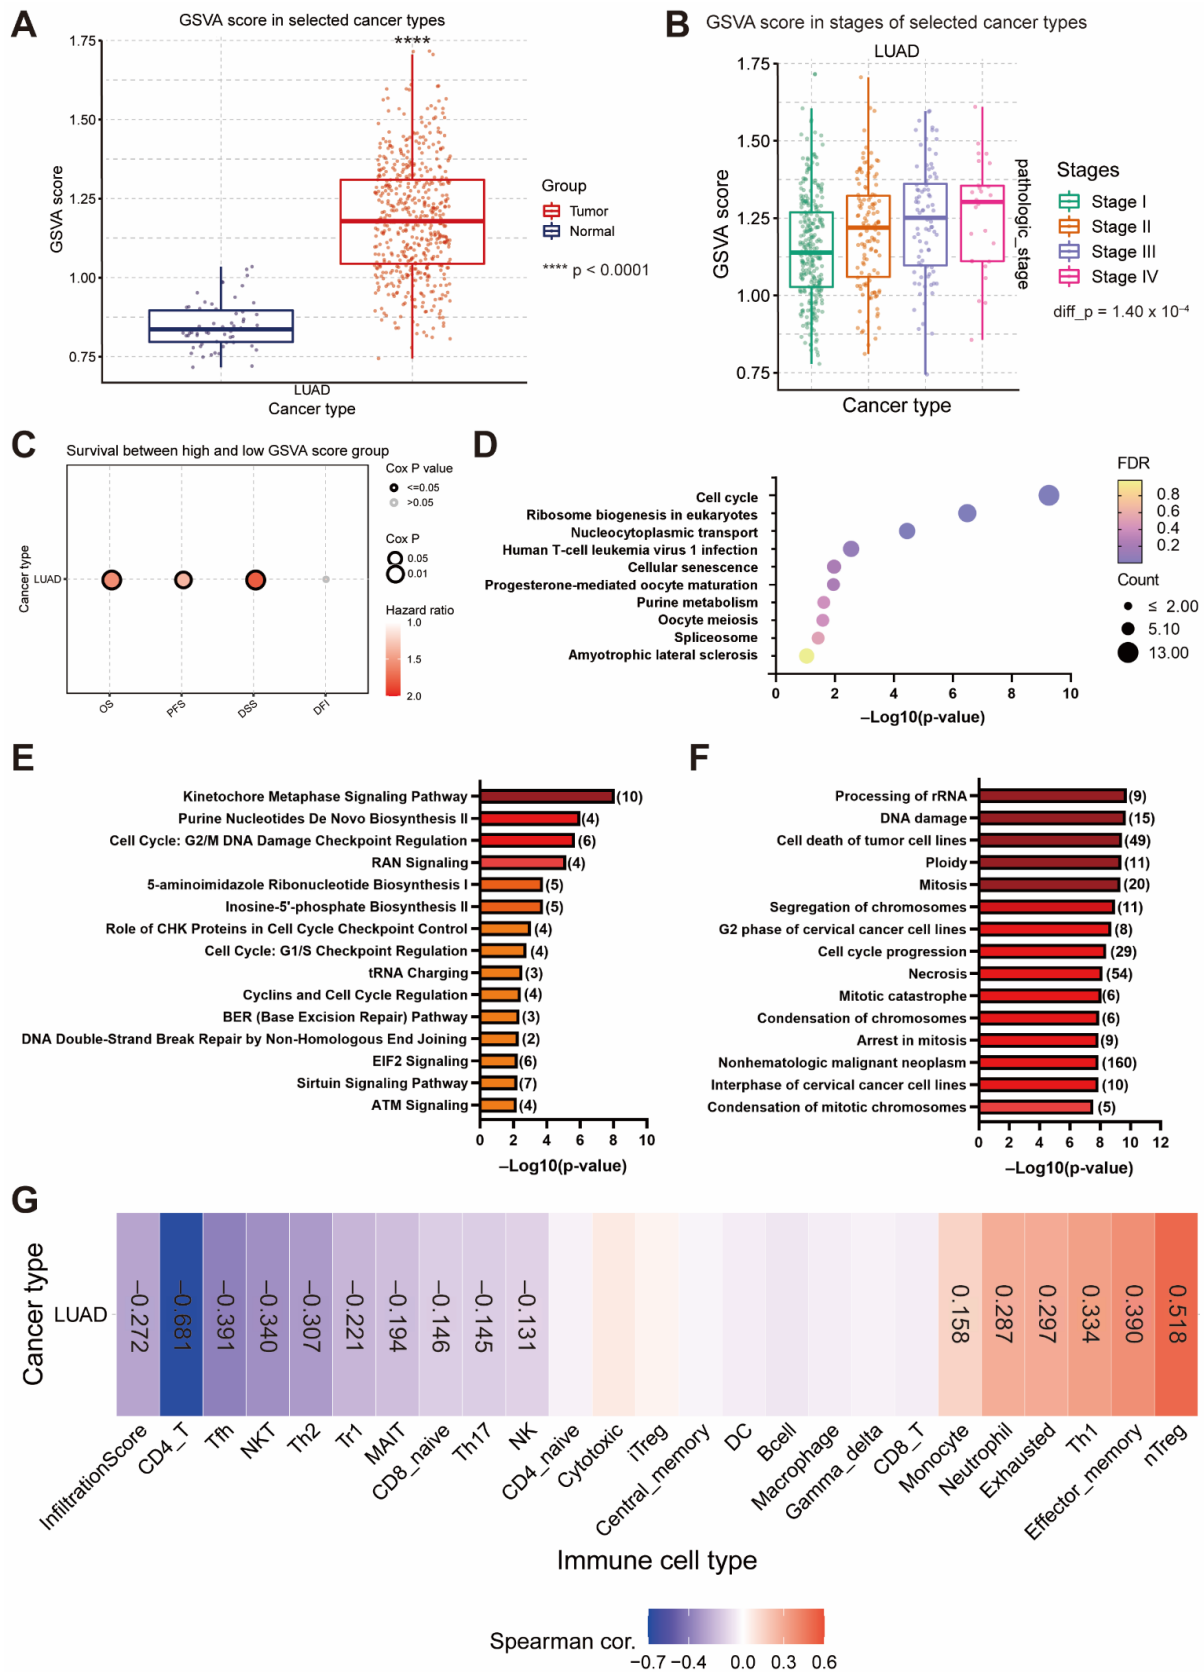 A
GSVA score in selected cancer types
GSVA score
1.75
1.50
1.25
1.00
0.75
****
LUAD
Cancer type
Group
Tumor
Normal
**** p < 0.0001
B
GSVA score in stages of selected cancer types
LUAD
GSVA score
1.75
1.50
1.25
1.00
0.75
pathologic_stage
Cancer type
Stages
Stage I
Stage II
Stage III
Stage IV
diff_p = 1.40 x 10⁻⁴
C
Survival between high and low GSVA score group
Cancer type
LUAD
OS
PFS
DSS
DFI
Cox P value
<=0.05
>0.05
Cox P
0.05
0.01
Hazard ratio
1.0
1.5
2.0
D
Cell cycle
Ribosome biogenesis in eukaryotes
Nucleocytoplasmic transport
Human T-cell leukemia virus 1 infection
Cellular senescence
Progesterone-mediated oocyte maturation
Purine metabolism
Oocyte meiosis
Spliceosome
Amyotrophic lateral sclerosis
0 2 4 6 8 10
−Log10(p-value)
FDR
0.8
0.6
0.4
0.2
Count
≤ 2.00
5.10
13.00
E
Kinetochore Metaphase Signaling Pathway (10)
Purine Nucleotides De Novo Biosynthesis II (4)
Cell Cycle: G2/M DNA Damage Checkpoint Regulation (6)
RAN Signaling (4)
5-aminoimidazole Ribonucleotide Biosynthesis I (5)
Inosine-5'-phosphate Biosynthesis II (5)
Role of CHK Proteins in Cell Cycle Checkpoint Control (4)
Cell Cycle: G1/S Checkpoint Regulation (4)
tRNA Charging (3)
Cyclins and Cell Cycle Regulation (4)
BER (Base Excision Repair) Pathway (3)
DNA Double-Strand Break Repair by Non-Homologous End Joining (2)
EIF2 Signaling (6)
Sirtuin Signaling Pathway (7)
ATM Signaling (4)
0 2 4 6 8 10
−Log10(p-value)
F
Processing of rRNA (9)
DNA damage (15)
Cell death of tumor cell lines (49)
Ploidy (11)
Mitosis (20)
Segregation of chromosomes (11)
G2 phase of cervical cancer cell lines (8)
Cell cycle progression (29)
Necrosis (54)
Mitotic catastrophe (6)
Condensation of chromosomes (6)
Arrest in mitosis (9)
Nonhematologic malignant neoplasm (160)
Interphase of cervical cancer cell lines (10)
Condensation of mitotic chromosomes (5)
0 2 4 6 8 10 12
−Log10(p-value)
G
Cancer type
LUAD
−0.272 −0.681 −0.391 −0.340 −0.307 −0.221 −0.194 −0.146 −0.145 −0.131 0.158 0.287 0.297 0.334 0.390 0.518
InfiltrationScore
CD4_T
Tfh
NKT
Th2
Tr1
MAIT
CD8_naive
Th17
NK
CD4_naive
Cytotoxic
iTreg
Central_memory
DC
Bcell
Macrophage
Gamma_delta
CD8_T
Monocyte
Neutrophil
Exhausted
Th1
Effector_memory
nTreg
Immune cell type
Spearman cor.
−0.7 −0.4 0.0 0.3 0.6